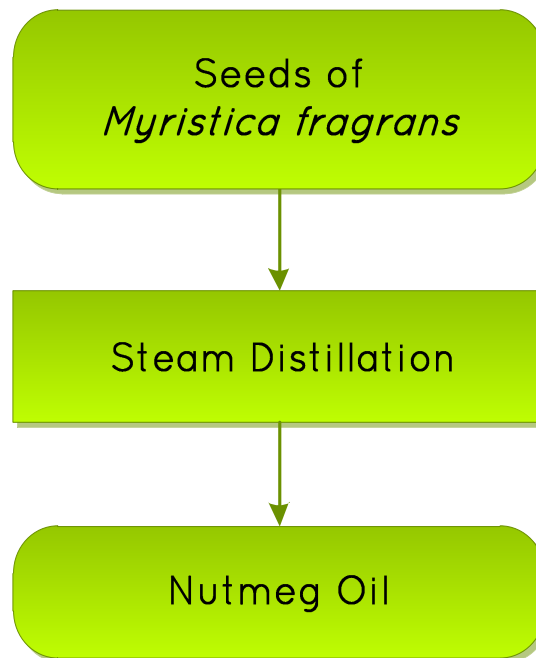 Seeds of
Myristica fragrans
Steam Distillation
Nutmeg Oil